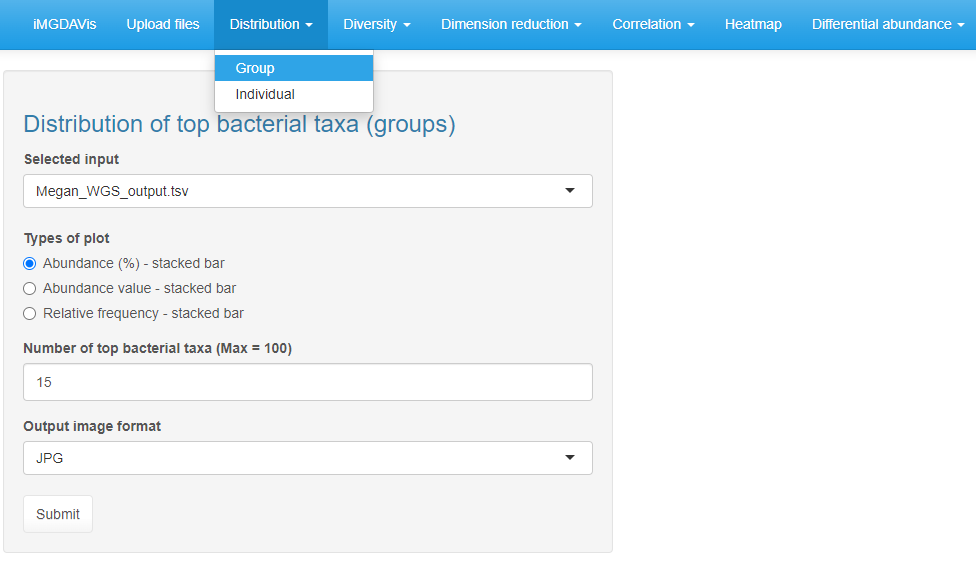 iMGDAVis Upload files Distribution Diversity Dimension reduction Correlation Heatmap Differential abundance
Group
Individual
Distribution of top bacterial taxa (groups)
Selected input
Megan_WGS_output.tsv
Types of plot
Abundance (%) - stacked bar
Abundance value - stacked bar
Relative frequency - stacked bar
Number of top bacterial taxa (Max = 100)
15
Output image format
JPG
Submit